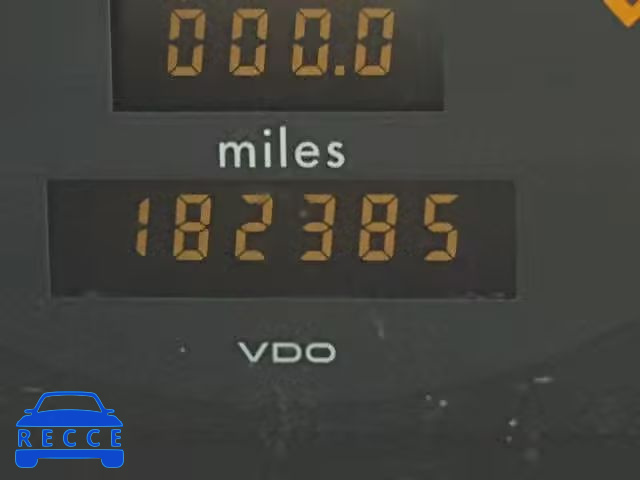 000.0
miles
182385
VDO
RECCE